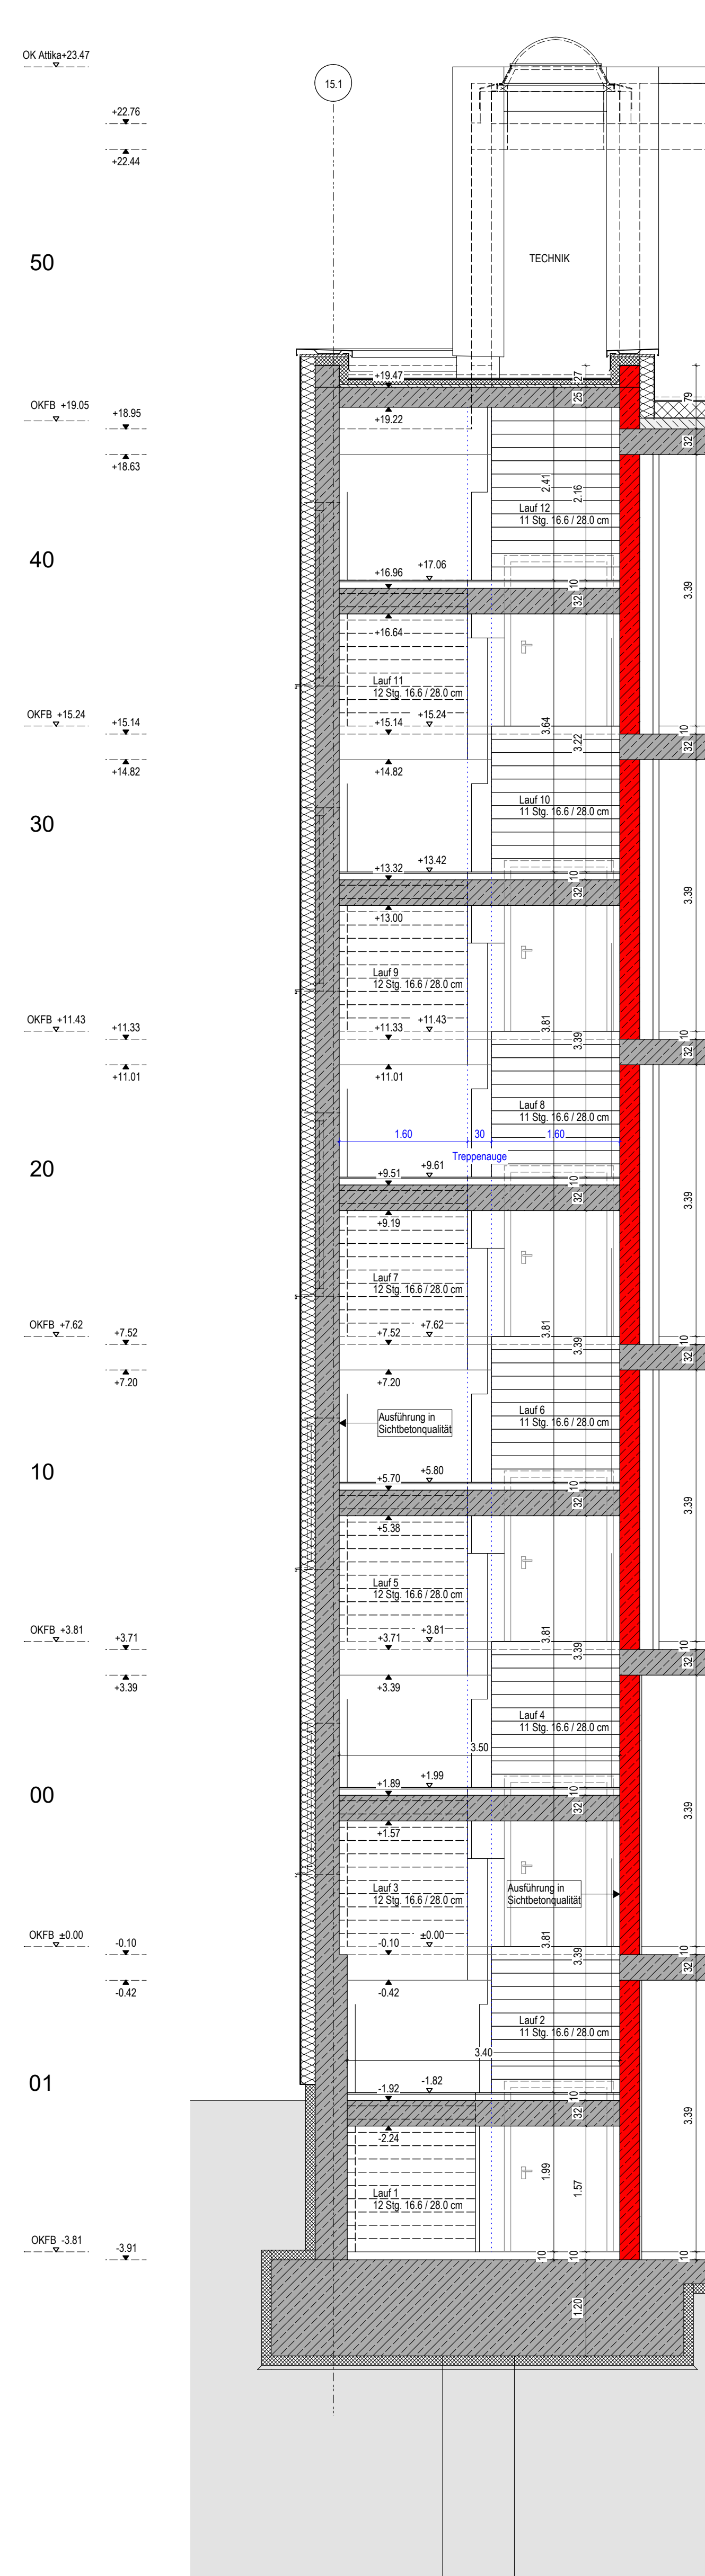 OK Attika+23.47
15.1
+22.76
+22.44
50
TECHNIK
+19.47
27
25
79
OKFB +19.05
+18.95
+19.22
32
+18.63
2.41
2.16
Lauf 12
11 Stg. 16.6 / 28.0 cm
40
+17.06
+16.96
10
32
3.39
+16.64
Lauf 11
12 Stg. 16.6 / 28.0 cm
OKFB +15.24
+15.14
+15.14
+15.24
3.64
3.22
10
32
+14.82
+14.82
Lauf 10
11 Stg. 16.6 / 28.0 cm
30
+13.42
+13.32
10
32
3.39
+13.00
Lauf 9
12 Stg. 16.6 / 28.0 cm
OKFB +11.43
+11.33
+11.33
+11.43
3.81
3.39
10
32
+11.01
+11.01
Lauf 8
11 Stg. 16.6 / 28.0 cm
1.60
30
1.60
Treppenauge
20
+9.61
+9.51
10
32
3.39
+9.19
Lauf 7
12 Stg. 16.6 / 28.0 cm
OKFB +7.62
+7.52
+7.52
+7.62
3.81
3.39
10
32
+7.20
+7.20
Lauf 6
11 Stg. 16.6 / 28.0 cm
Ausführung in
Sichtbetonqualität
10
+5.80
+5.70
10
32
3.39
+5.38
Lauf 5
12 Stg. 16.6 / 28.0 cm
OKFB +3.81
+3.71
+3.71
+3.81
3.81
3.39
10
32
+3.39
+3.39
Lauf 4
11 Stg. 16.6 / 28.0 cm
3.50
00
+1.99
+1.89
10
32
3.39
+1.57
Lauf 3
12 Stg. 16.6 / 28.0 cm
Ausführung in
Sichtbetonqualität
OKFB ±0.00
-0.10
-0.10
±0.00
3.81
3.39
10
32
-0.42
-0.42
Lauf 2
11 Stg. 16.6 / 28.0 cm
3.40
01
-1.82
-1.92
10
32
3.39
-2.24
1.99
1.57
Lauf 1
12 Stg. 16.6 / 28.0 cm
OKFB -3.81
-3.91
10
10
10
1.20